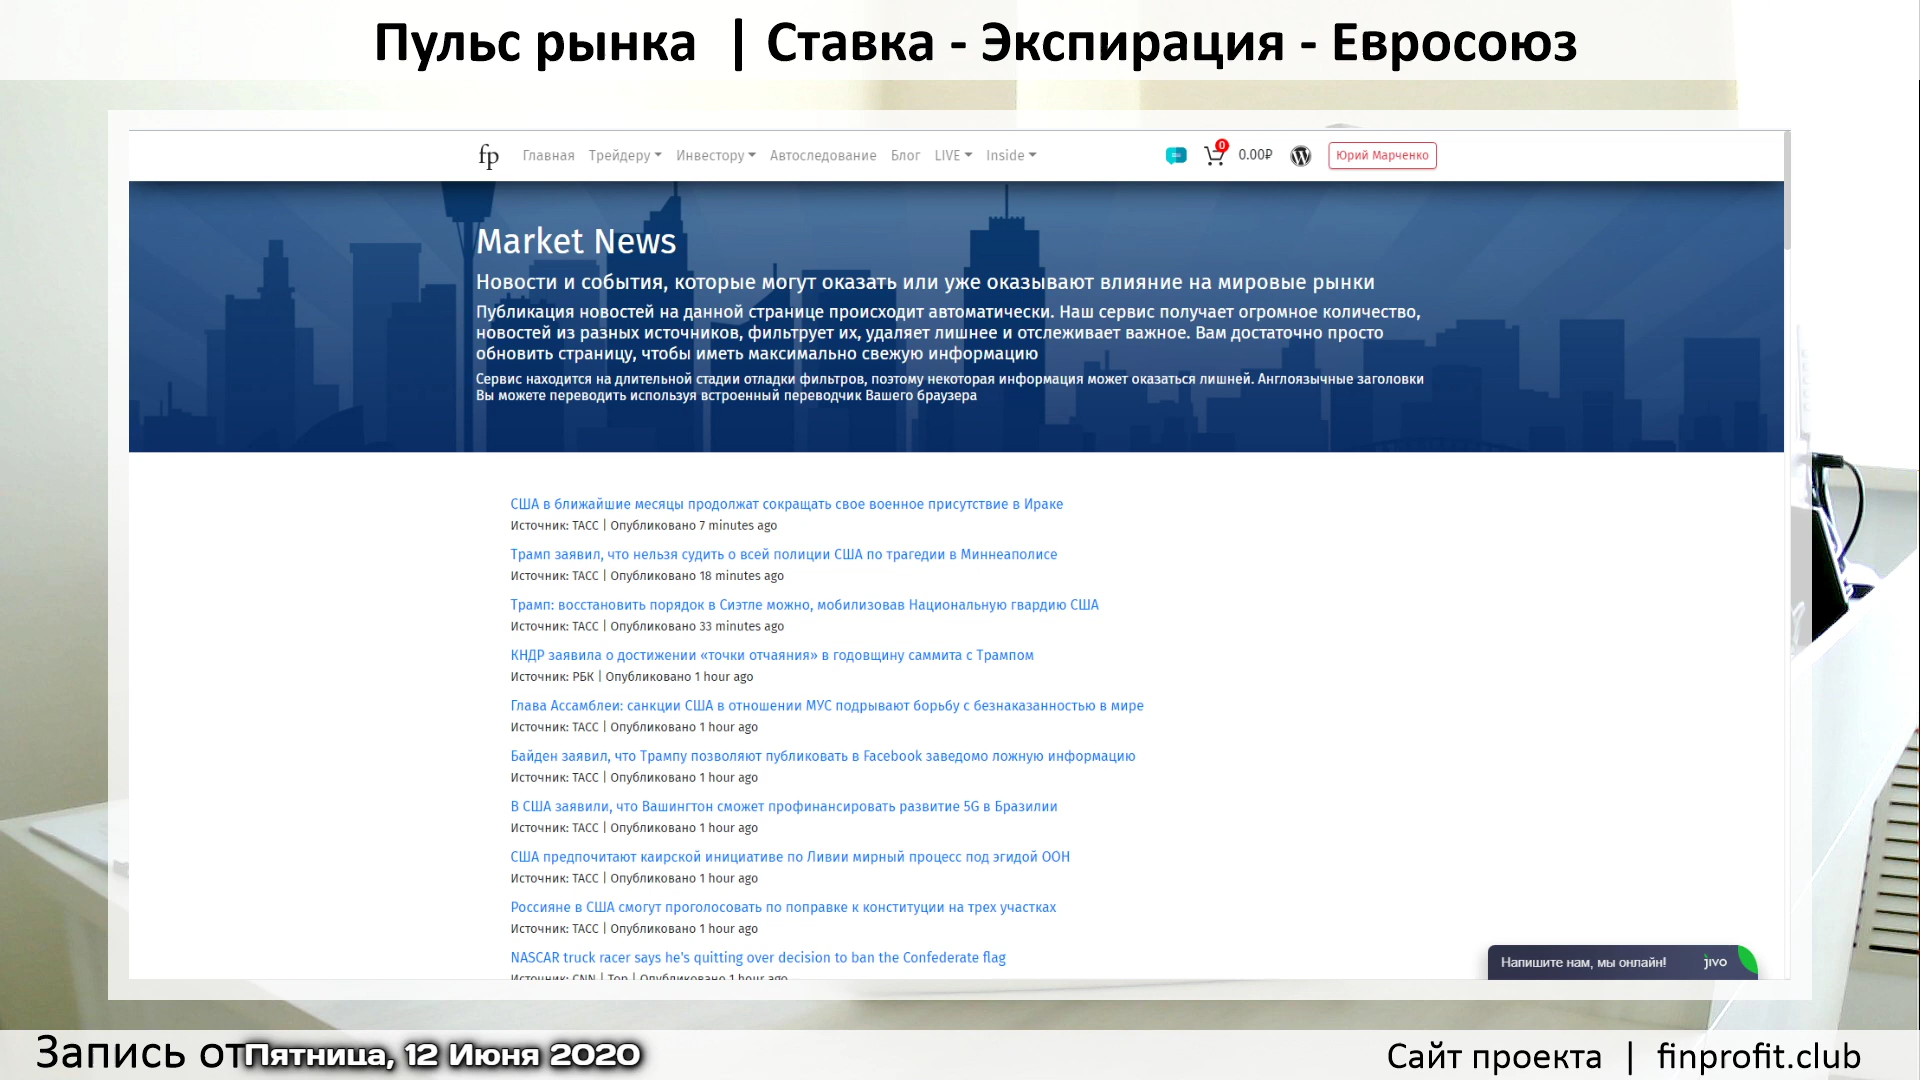 Пульс рынка | Ставка - Экспирация - Евросоюз
fp Главная Трейдеру Инвестору Автоследование Блог LIVE Inside 0 0.00₽ Юрий Марченко
Market News
Новости и события, которые могут оказать или уже оказывают влияние на мировые рынки
Публикация новостей на данной странице происходит автоматически. Наш сервис получает огромное количество,
новостей из разных источников, фильтрует их, удаляет лишнее и отслеживает важное. Вам достаточно просто
обновить страницу, чтобы иметь максимально свежую информацию
Сервис находится на длительной стадии отладки фильтров, поэтому некоторая информация может оказаться лишней. Англоязычные заголовки
Вы можете переводить используя встроенный переводчик Вашего браузера
США в ближайшие месяцы продолжат сокращать свое военное присутствие в Ираке
Источник: ТАСС | Опубликовано 7 minutes ago
Трамп заявил, что нельзя судить о всей полиции США по трагедии в Миннеаполисе
Источник: ТАСС | Опубликовано 18 minutes ago
Трамп: восстановить порядок в Сиэтле можно, мобилизовав Национальную гвардию США
Источник: ТАСС | Опубликовано 33 minutes ago
КНДР заявила о достижении «точки отчаяния» в годовщину саммита с Трампом
Источник: РБК | Опубликовано 1 hour ago
Глава Ассамблеи: санкции США в отношении МУС подрывают борьбу с безнаказанностью в мире
Источник: ТАСС | Опубликовано 1 hour ago
Байден заявил, что Трампу позволяют публиковать в Facebook заведомо ложную информацию
Источник: ТАСС | Опубликовано 1 hour ago
В США заявили, что Вашингтон сможет профинансировать развитие 5G в Бразилии
Источник: ТАСС | Опубликовано 1 hour ago
США предпочитают каирской инициативе по Ливии мирный процесс под эгидой ООН
Источник: ТАСС | Опубликовано 1 hour ago
Россияне в США смогут проголосовать по поправке к конституции на трех участках
Источник: ТАСС | Опубликовано 1 hour ago
NASCAR truck racer says he's quitting over decision to ban the Confederate flag
Источник: CNN | Top | Опубликовано 1 hour ago
Напишите нам, мы онлайн! jivo
Запись от Пятница, 12 Июня 2020
Сайт проекта | finprofit.club